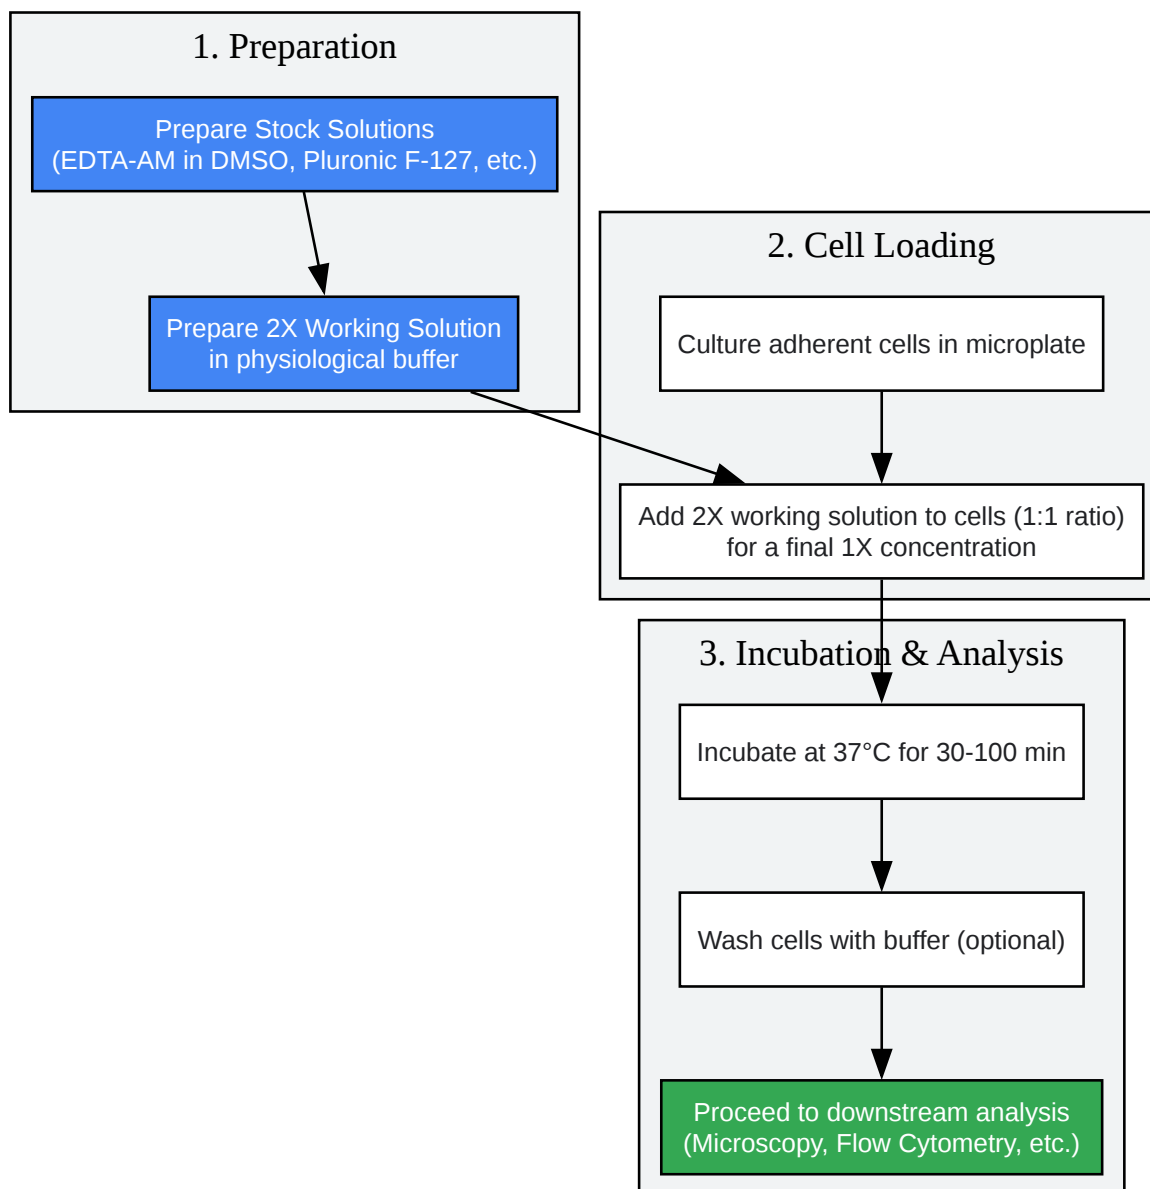 1. Preparation
Prepare Stock Solutions
(EDTA-AM in DMSO, Pluronic F-127, etc.)
Prepare 2X Working Solution
in physiological buffer
2. Cell Loading
Culture adherent cells in microplate
Add 2X working solution to cells (1:1 ratio)
for a final 1X concentration
3. Incubation & Analysis
Incubate at 37°C for 30-100 min
Wash cells with buffer (optional)
Proceed to downstream analysis
(Microscopy, Flow Cytometry, etc.)